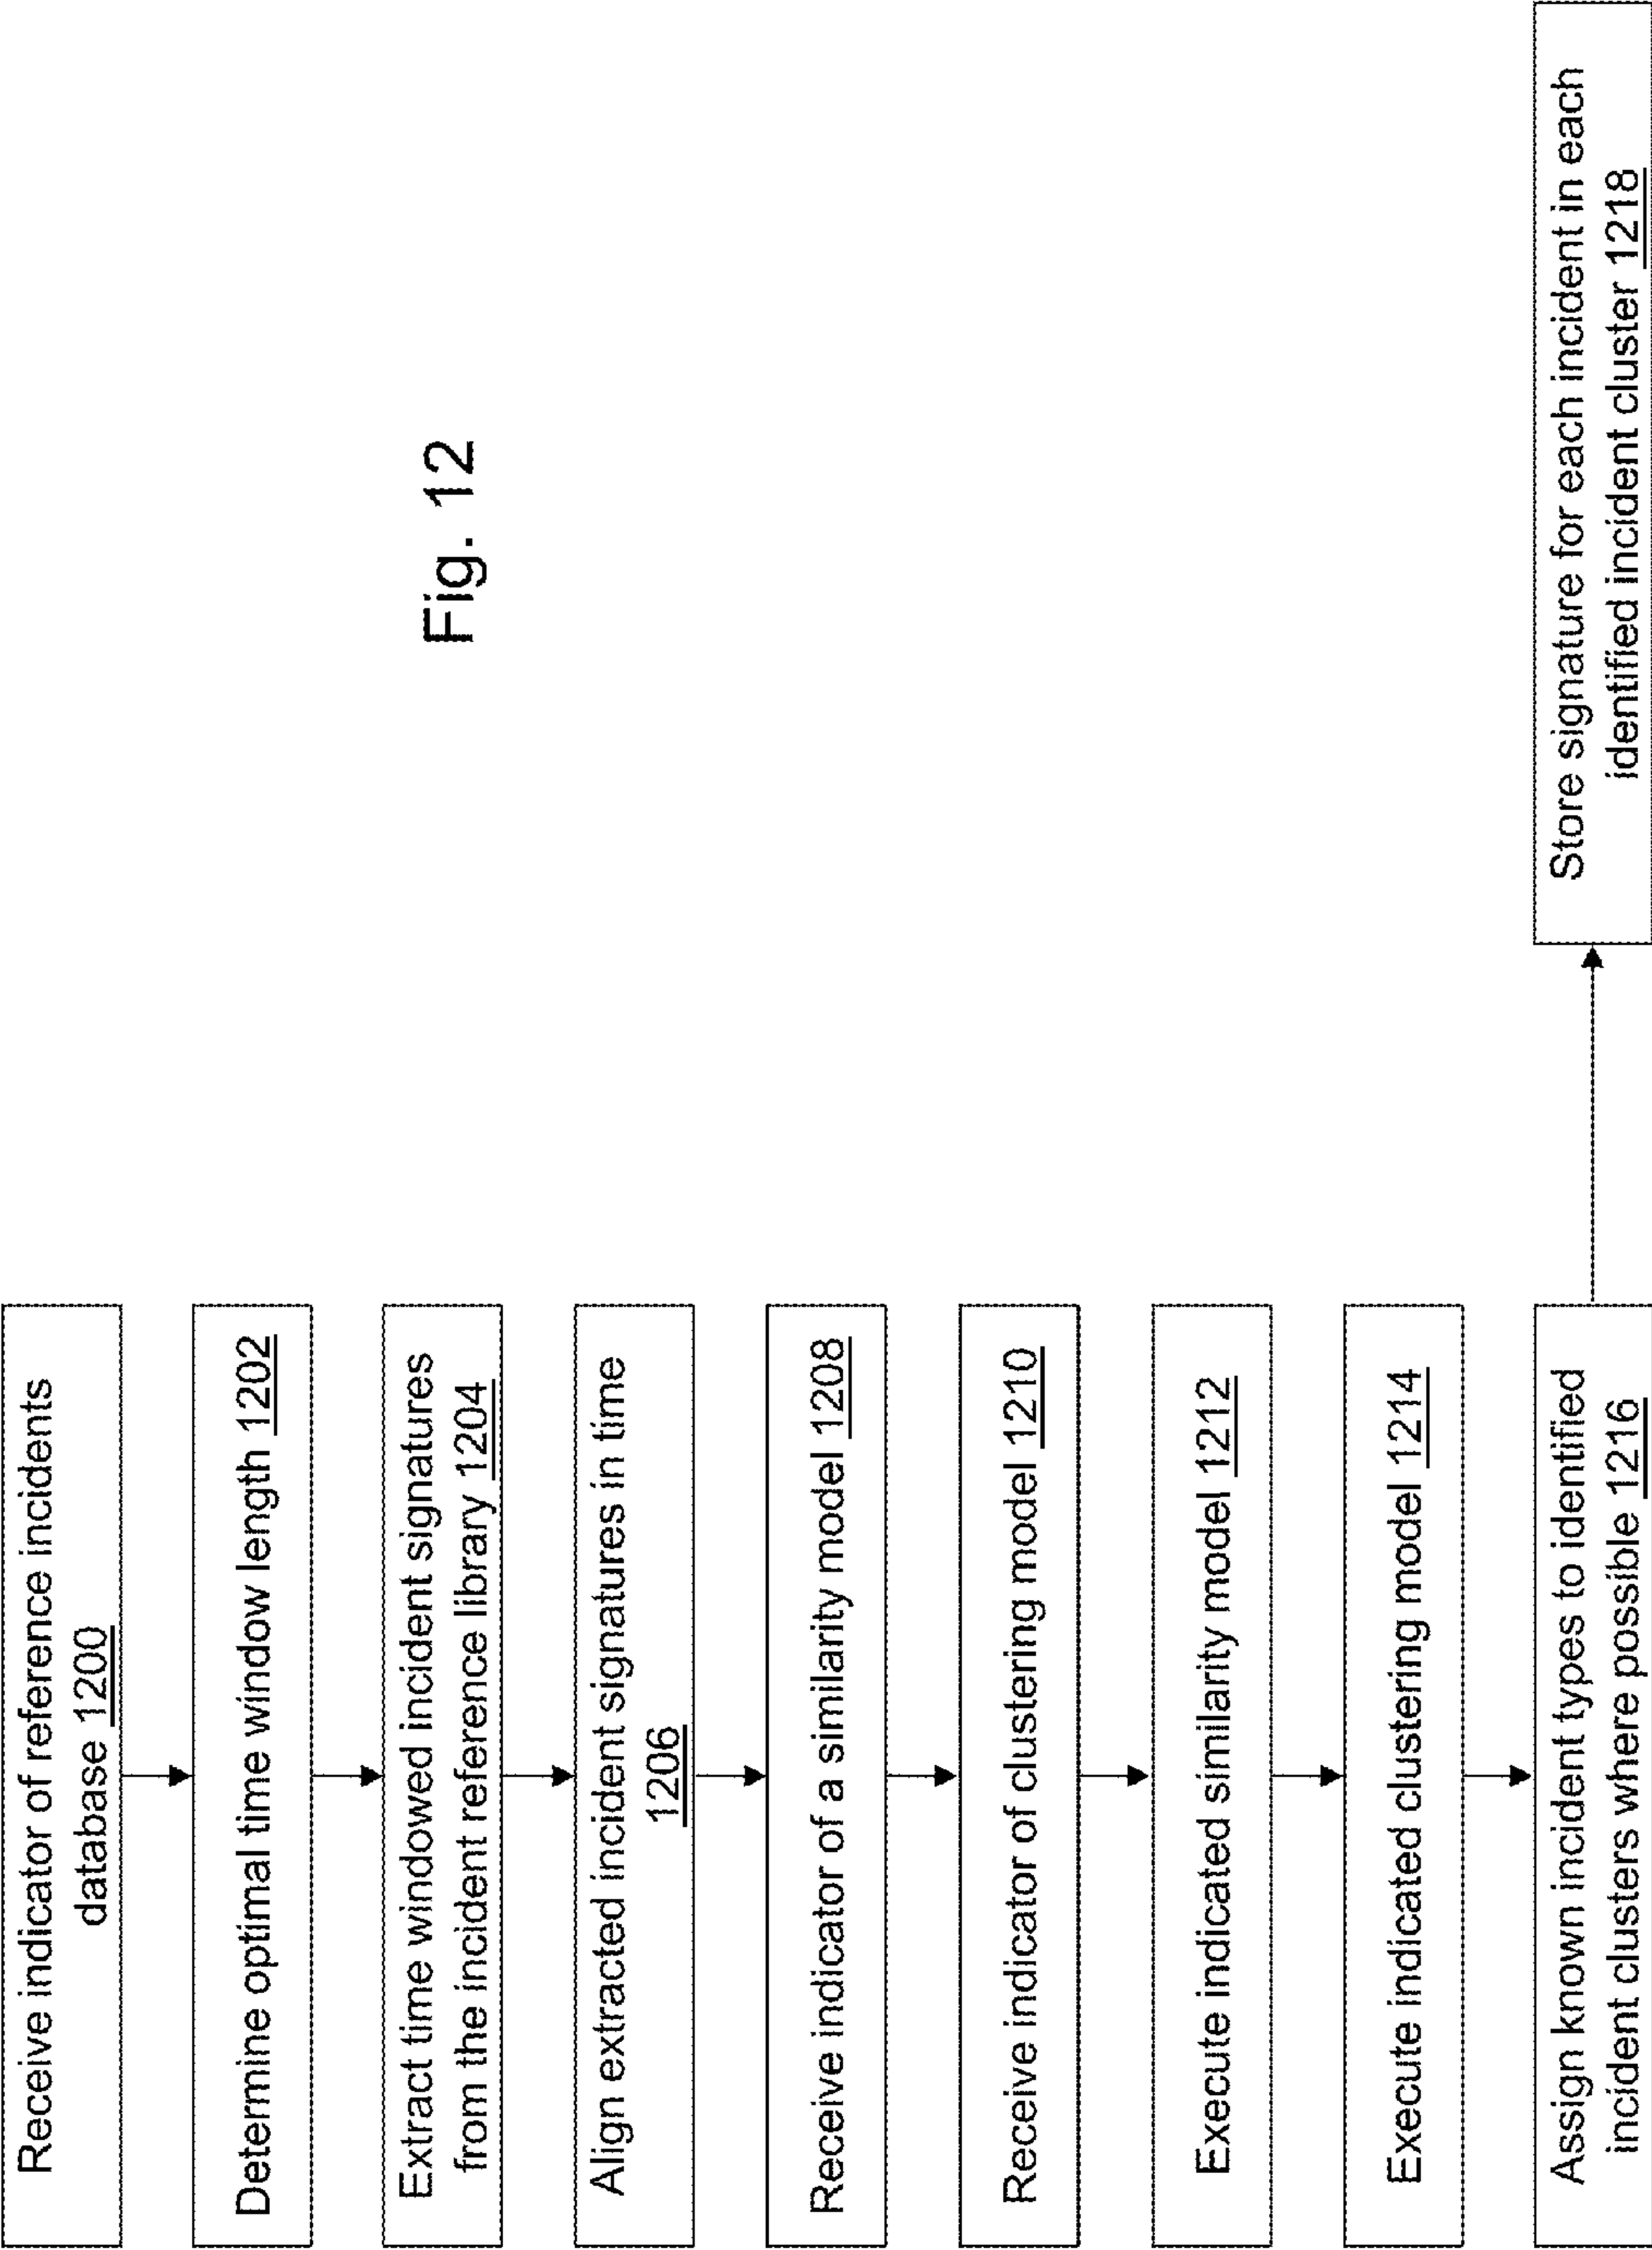 Receive indicator of reference incidents
database 1200
Determine optimal time window length 1202
Extract time windowed incident signatures
from the incident reference library 1204
Align extracted incident signatures in time
1206
Receive indicator of a similarity model 1208
Receive indicator of clustering model 1210
Execute indicated similarity model 1212
Execute indicated clustering model 1214
Assign known incident types to identified
incident clusters where possible 1216
Store signature for each incident in each
identified incident cluster 1218
Fig. 12